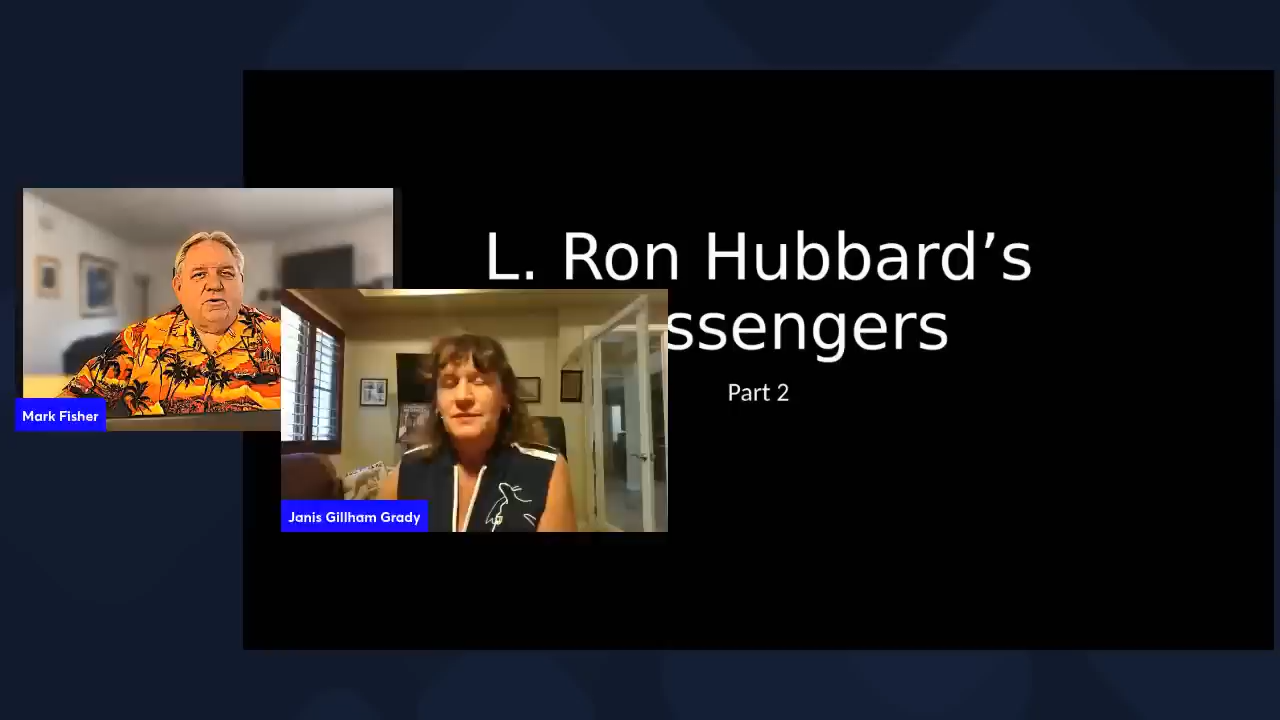 L. Ron Hubbard’s
ssengers
Part 2
Mark Fisher
Janis Gillham Grady